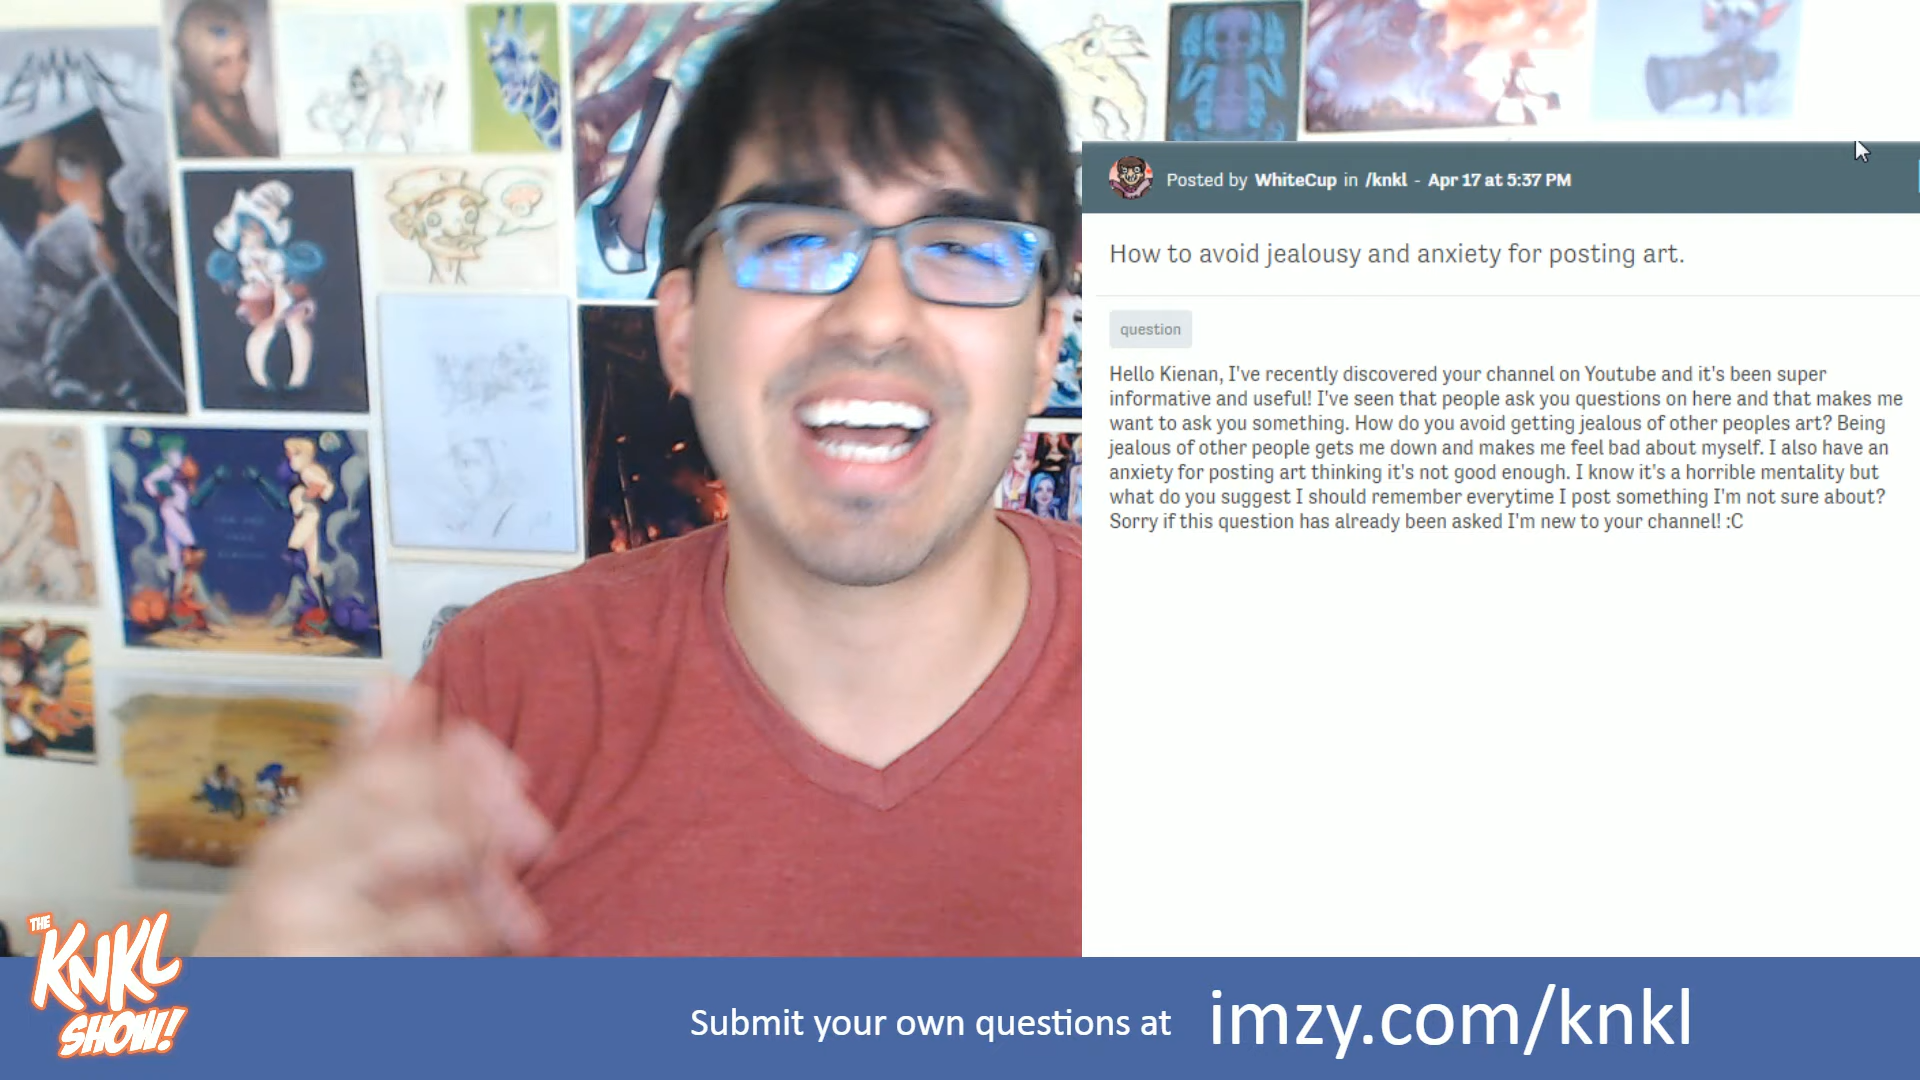 Posted by WhiteCup in /knkl - Apr 17 at 5:37 PM
How to avoid jealousy and anxiety for posting art.
question
Hello Kienan, I've recently discovered your channel on Youtube and it's been super
informative and useful! I've seen that people ask you questions on here and that makes me
want to ask you something. How do you avoid getting jealous of other peoples art? Being
jealous of other people gets me down and makes me feel bad about myself. I also have an
anxiety for posting art thinking it's not good enough. I know it's a horrible mentality but
what do you suggest I should remember everytime I post something I'm not sure about?
Sorry if this question has already been asked I'm new to your channel! :C
THE
KNKL
SHOW!
Submit your own questions at imzy.com/knkl